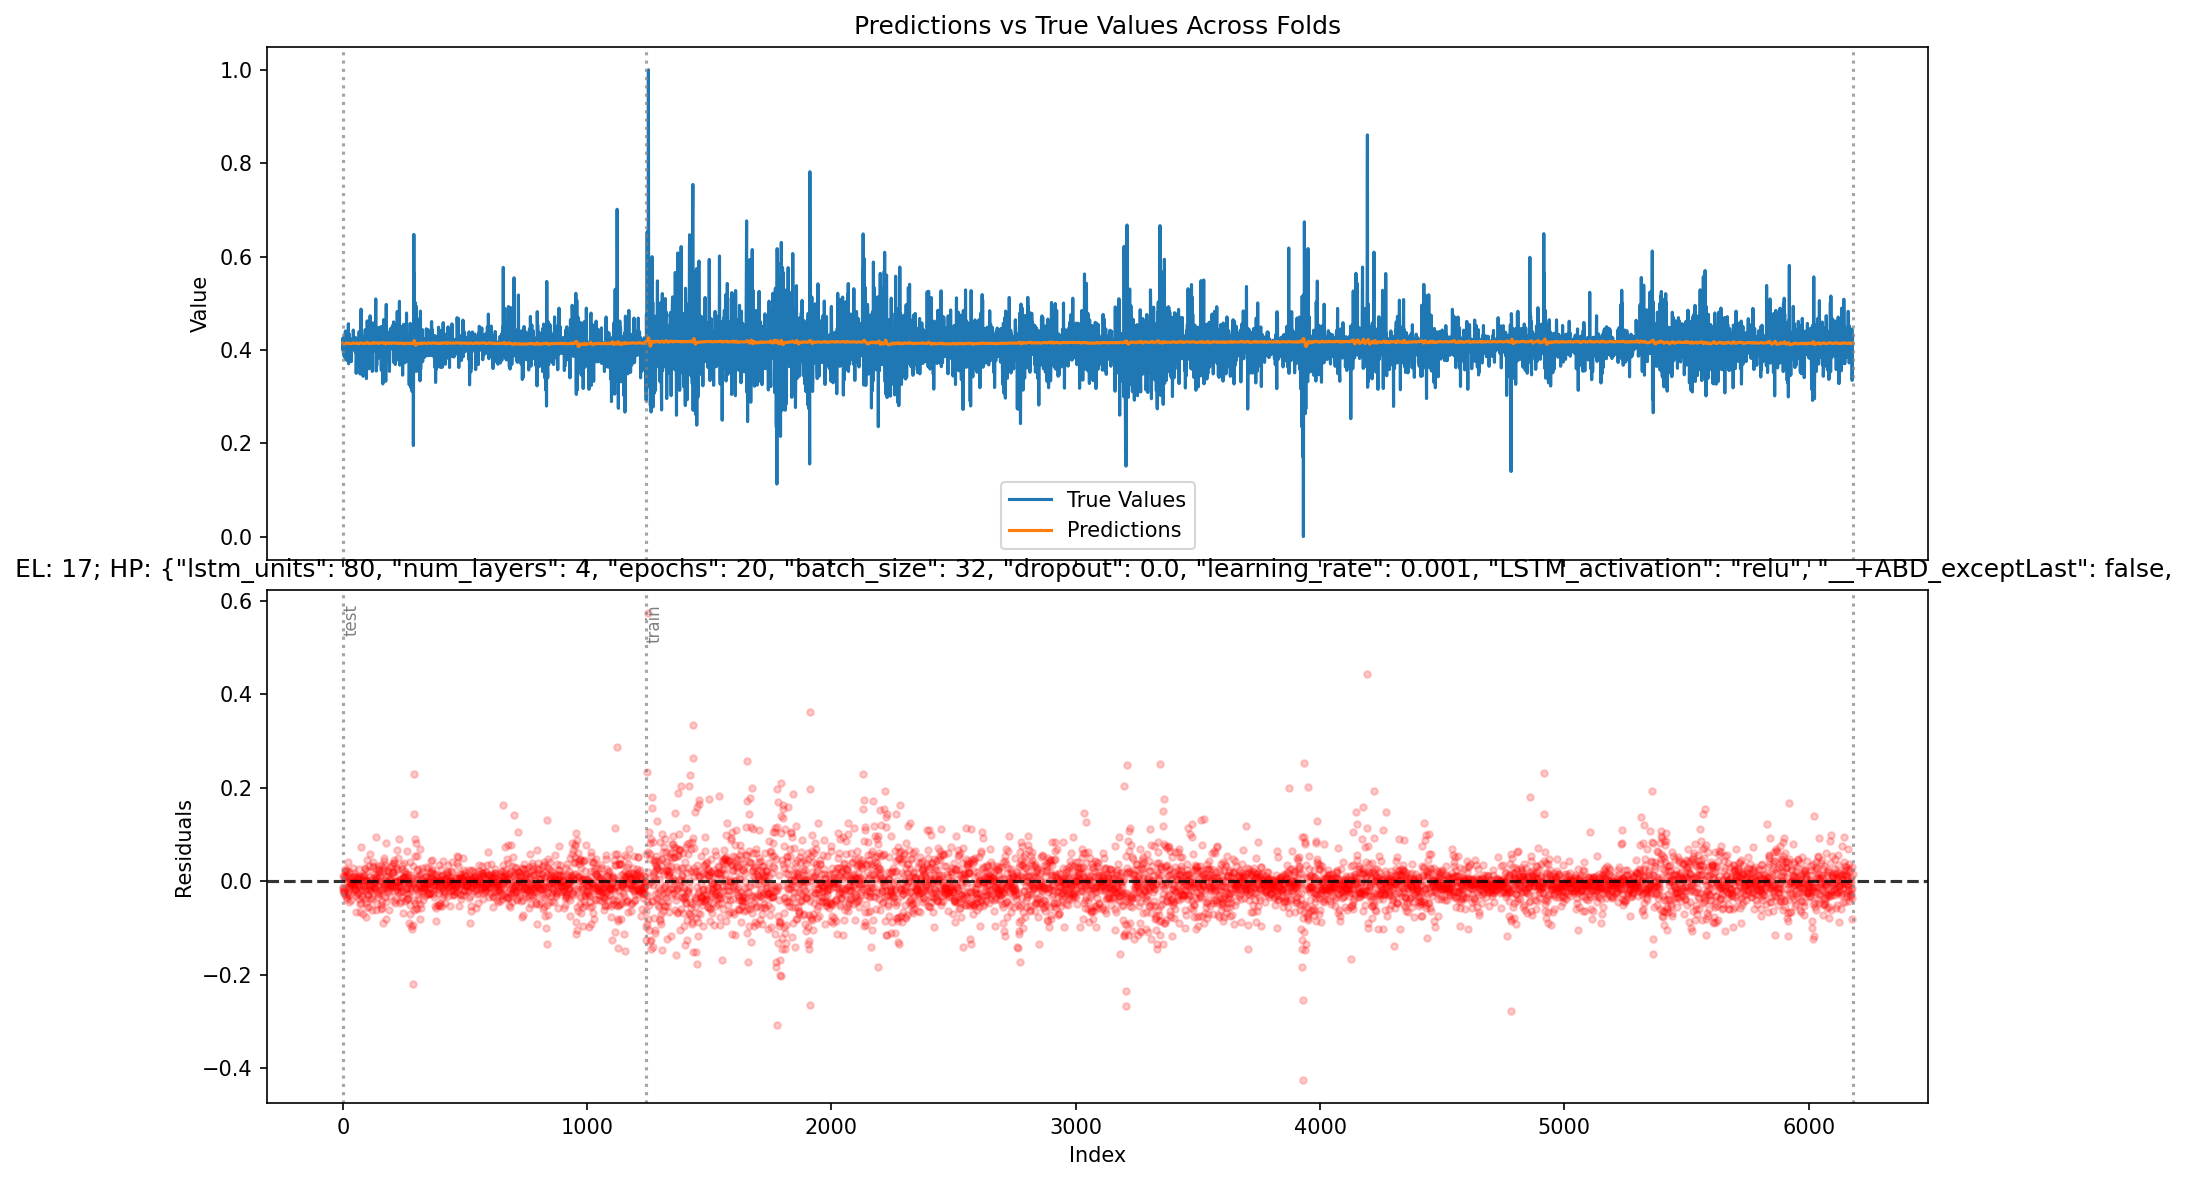 Predictions vs True Values Across Folds
1.0
0.8
0.6
0.4
0.2
0.0
Value
True Values
Predictions
EL: 17; HP: {"lstm_units": 80, "num_layers": 4, "epochs": 20, "batch_size": 32, "dropout": 0.0, "learning_rate": 0.001, "LSTM_activation": "relu", "__+ABD_exceptLast": false,
0.6
0.4
0.2
0.0
−0.2
−0.4
Residuals
test
train
0 1000 2000 3000 4000 5000 6000
Index